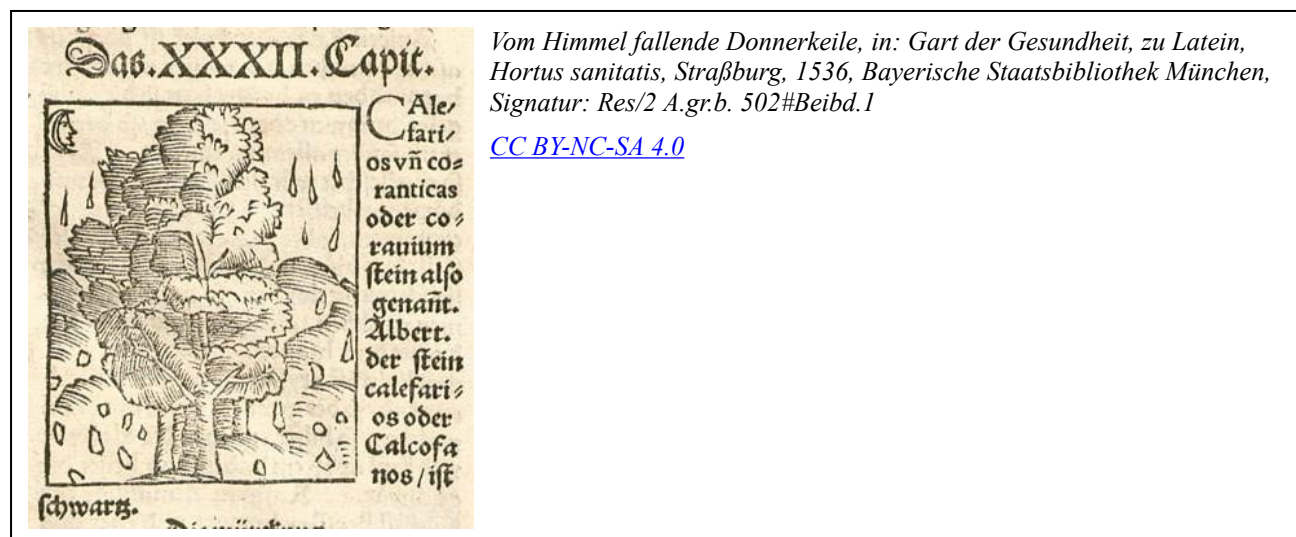 Das.XXXII.Capit.
CAle⸗
fari⸗
os vñ co⸗
ranticas
oder co⸗
rauium
ſtein alſo
genañt.
Albert.
der ſtein
calefari⸗
os oder
Calcofa
nos / iſt
ſchwartz.
Vom Himmel fallende Donnerkeile, in: Gart der Gesundheit, zu Latein,
Hortus sanitatis, Straßburg, 1536, Bayerische Staatsbibliothek München,
Signatur: Res/2 A.gr.b. 502#Beibd.1
CC BY-NC-SA 4.0